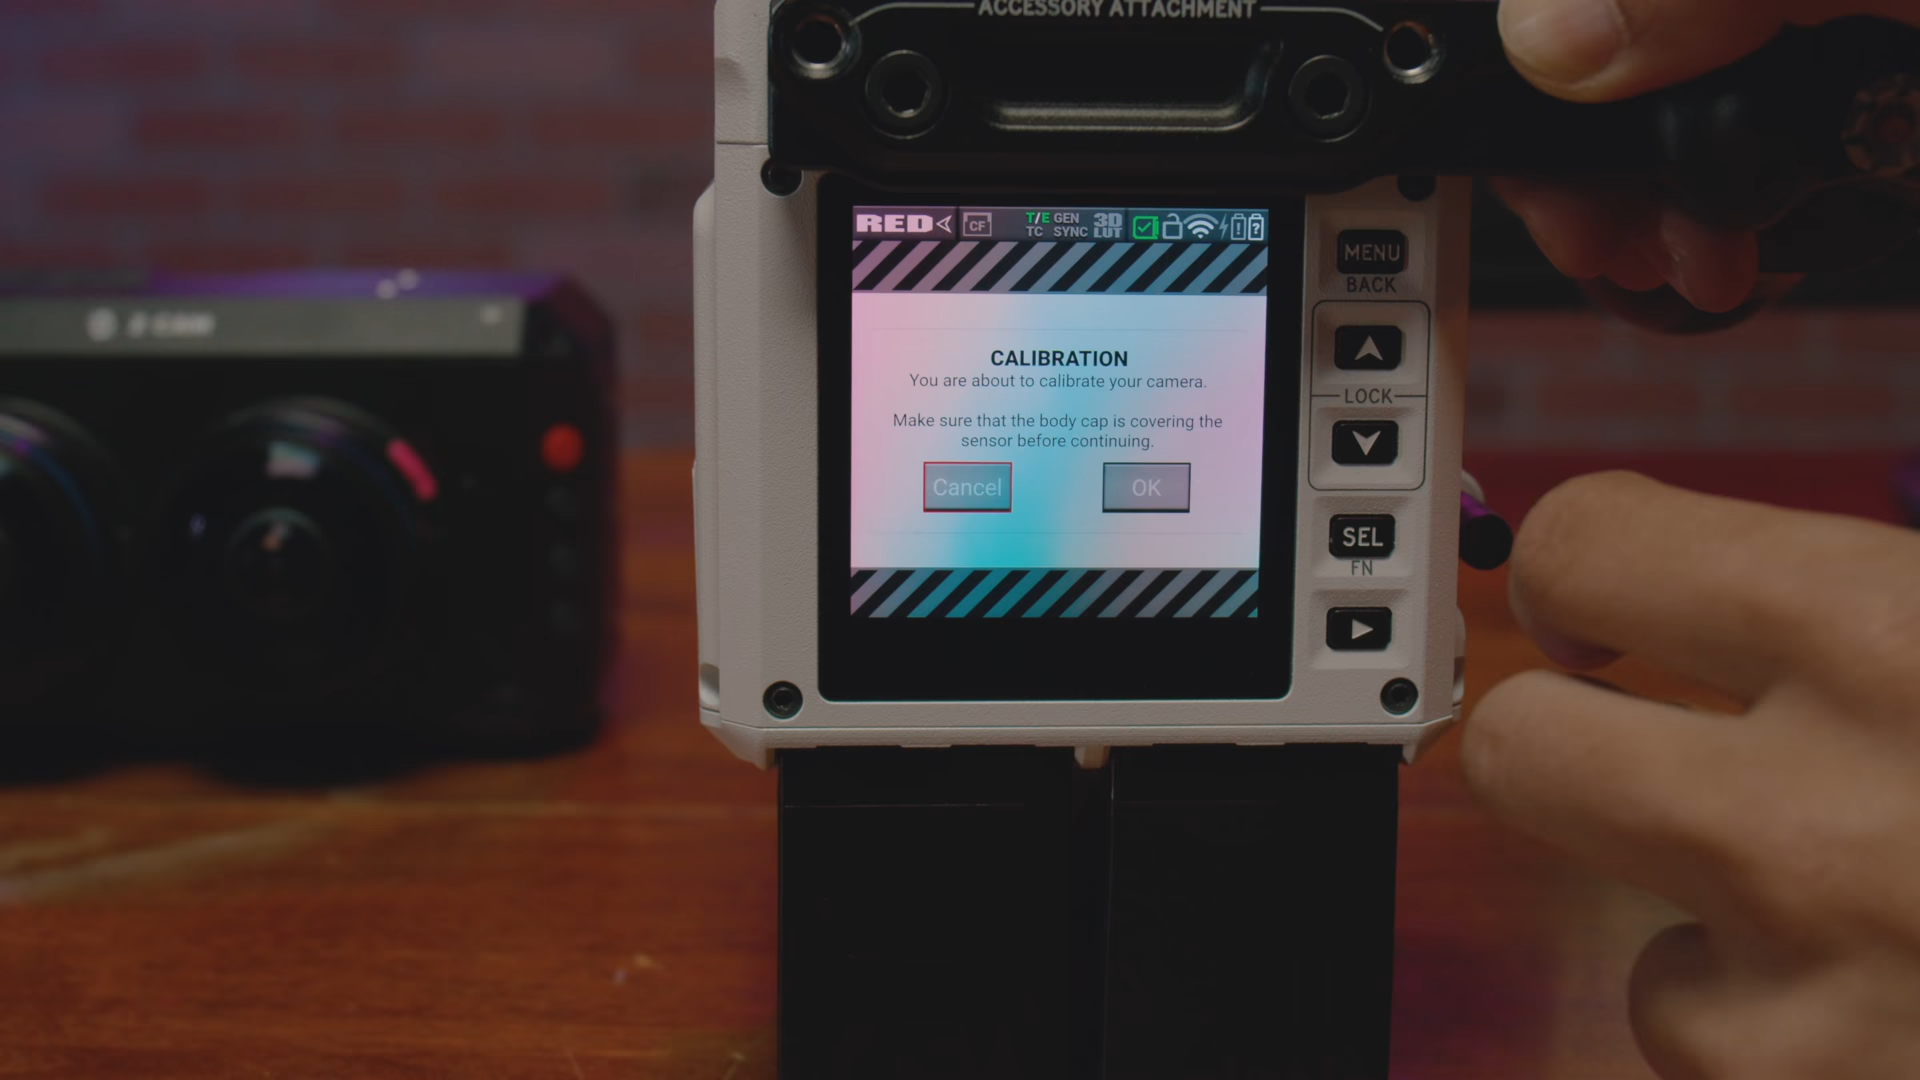 ACCESSORY ATTACHMENT
RED
CF
T/E
TC
GEN
SYNC
3D
LUT
CALIBRATION
You are about to calibrate your camera.
Make sure that the body cap is covering the
sensor before continuing.
Cancel
OK
MENU
BACK
LOCK
SEL
FN